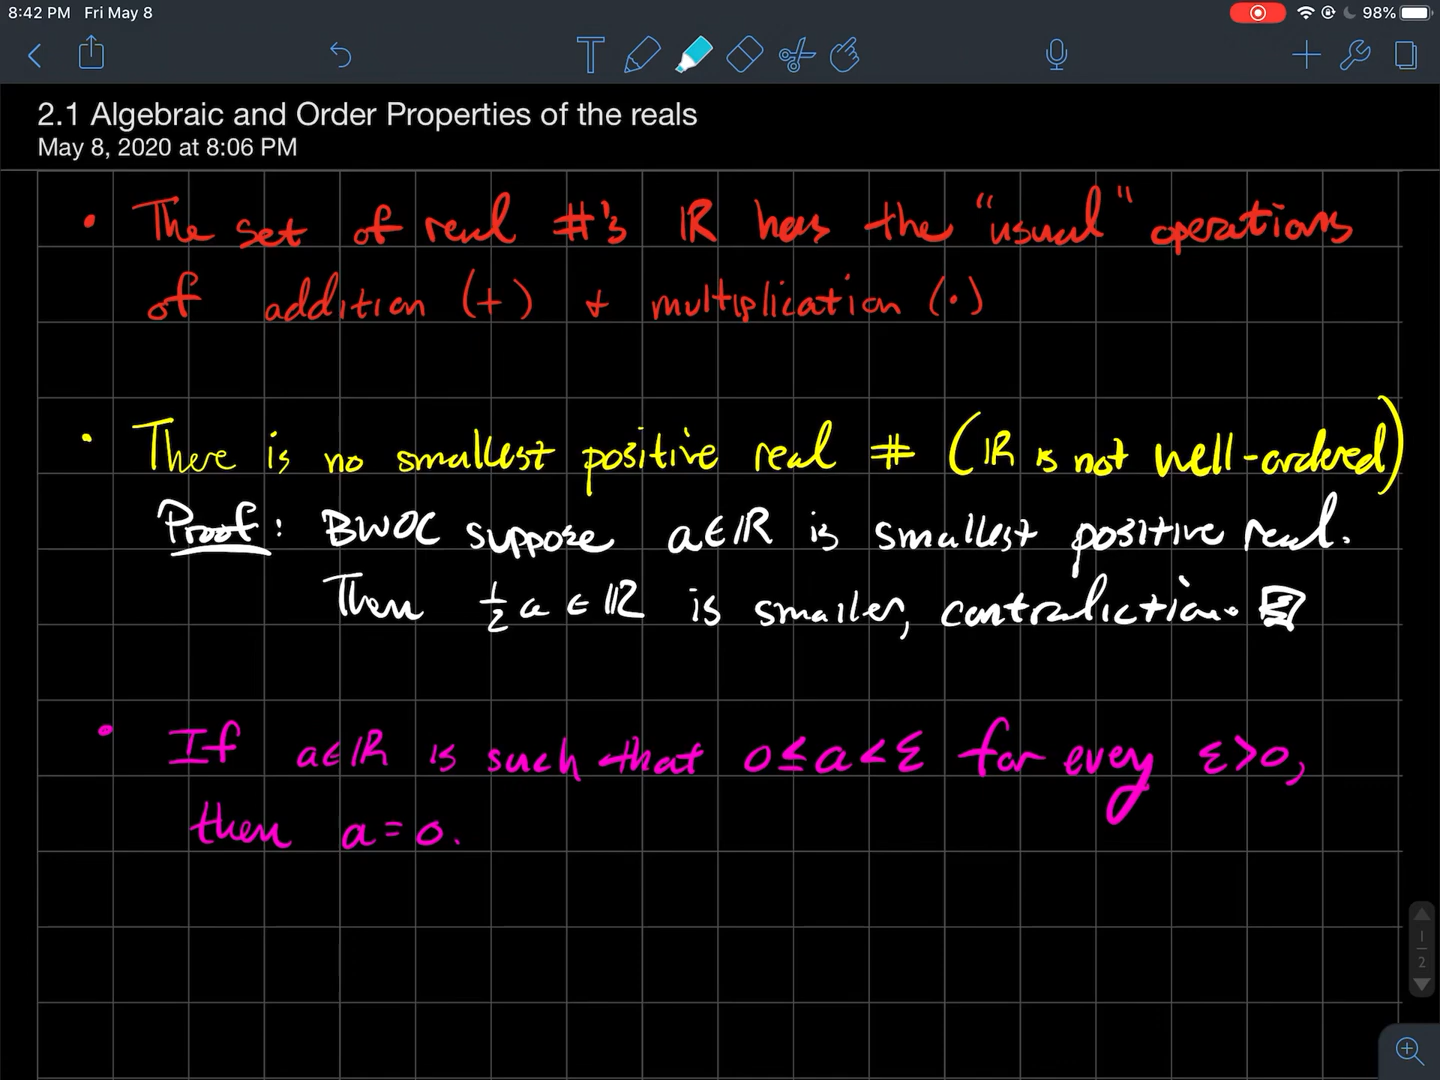 8:42 PM Fri May 8
98%
2.1 Algebraic and Order Properties of the reals
May 8, 2020 at 8:06 PM
• The set of real #'s ℝ has the "usual" operations
of addition (+) + multiplication (·)
• There is no smallest positive real # (ℝ is not well-ordered)
Proof: BWOC suppose a∈ℝ is smallest positive real.
Then ½a ∈ ℝ is smaller, contradiction.
• If a∈ℝ is such that 0≤a<ε for every ε>0,
then a=0.
1
2